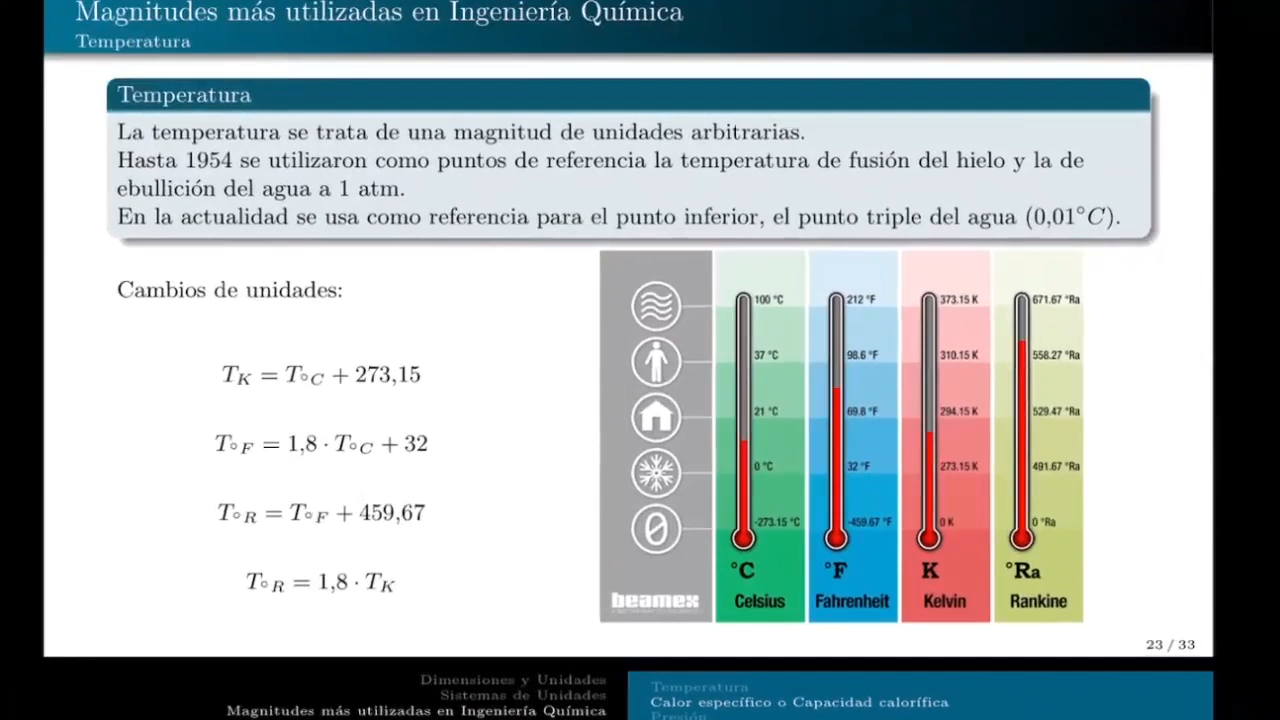 Magnitudes más utilizadas en Ingeniería Química
Temperatura
Temperatura
La temperatura se trata de una magnitud de unidades arbitrarias.
Hasta 1954 se utilizaron como puntos de referencia la temperatura de fusión del hielo y la de
ebullición del agua a 1 atm.
En la actualidad se usa como referencia para el punto inferior, el punto triple del agua (0,01°C).
Cambios de unidades:
T_K = T_{°C} + 273,15
T_{°F} = 1,8 · T_{°C} + 32
T_{°R} = T_{°F} + 459,67
T_{°R} = 1,8 · T_K
100 °C 212 °F 373.15 K 671.67 °Ra
37 °C 98.6 °F 310.15 K 558.27 °Ra
21 °C 69.8 °F 294.15 K 529.47 °Ra
0 °C 32 °F 273.15 K 491.67 °Ra
0 -273.15 °C -459.67 °F 0 K 0 °Ra
°C °F K °Ra
beamex Celsius Fahrenheit Kelvin Rankine
23 / 33
Dimensiones y Unidades
Sistemas de Unidades
Magnitudes más utilizadas en Ingeniería Química
Temperatura
Calor específico o Capacidad calorífica
Presión